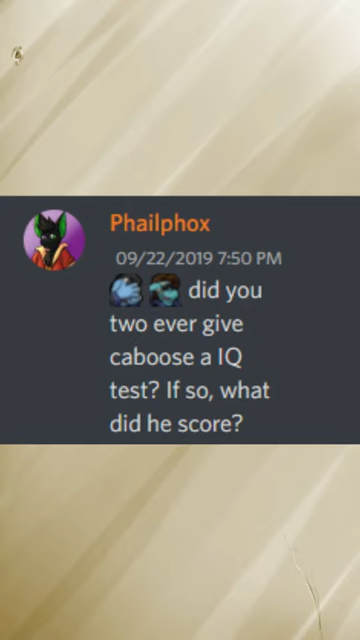 Phailphox
09/22/2019 7:50 PM
did you
two ever give
caboose a IQ
test? If so, what
did he score?